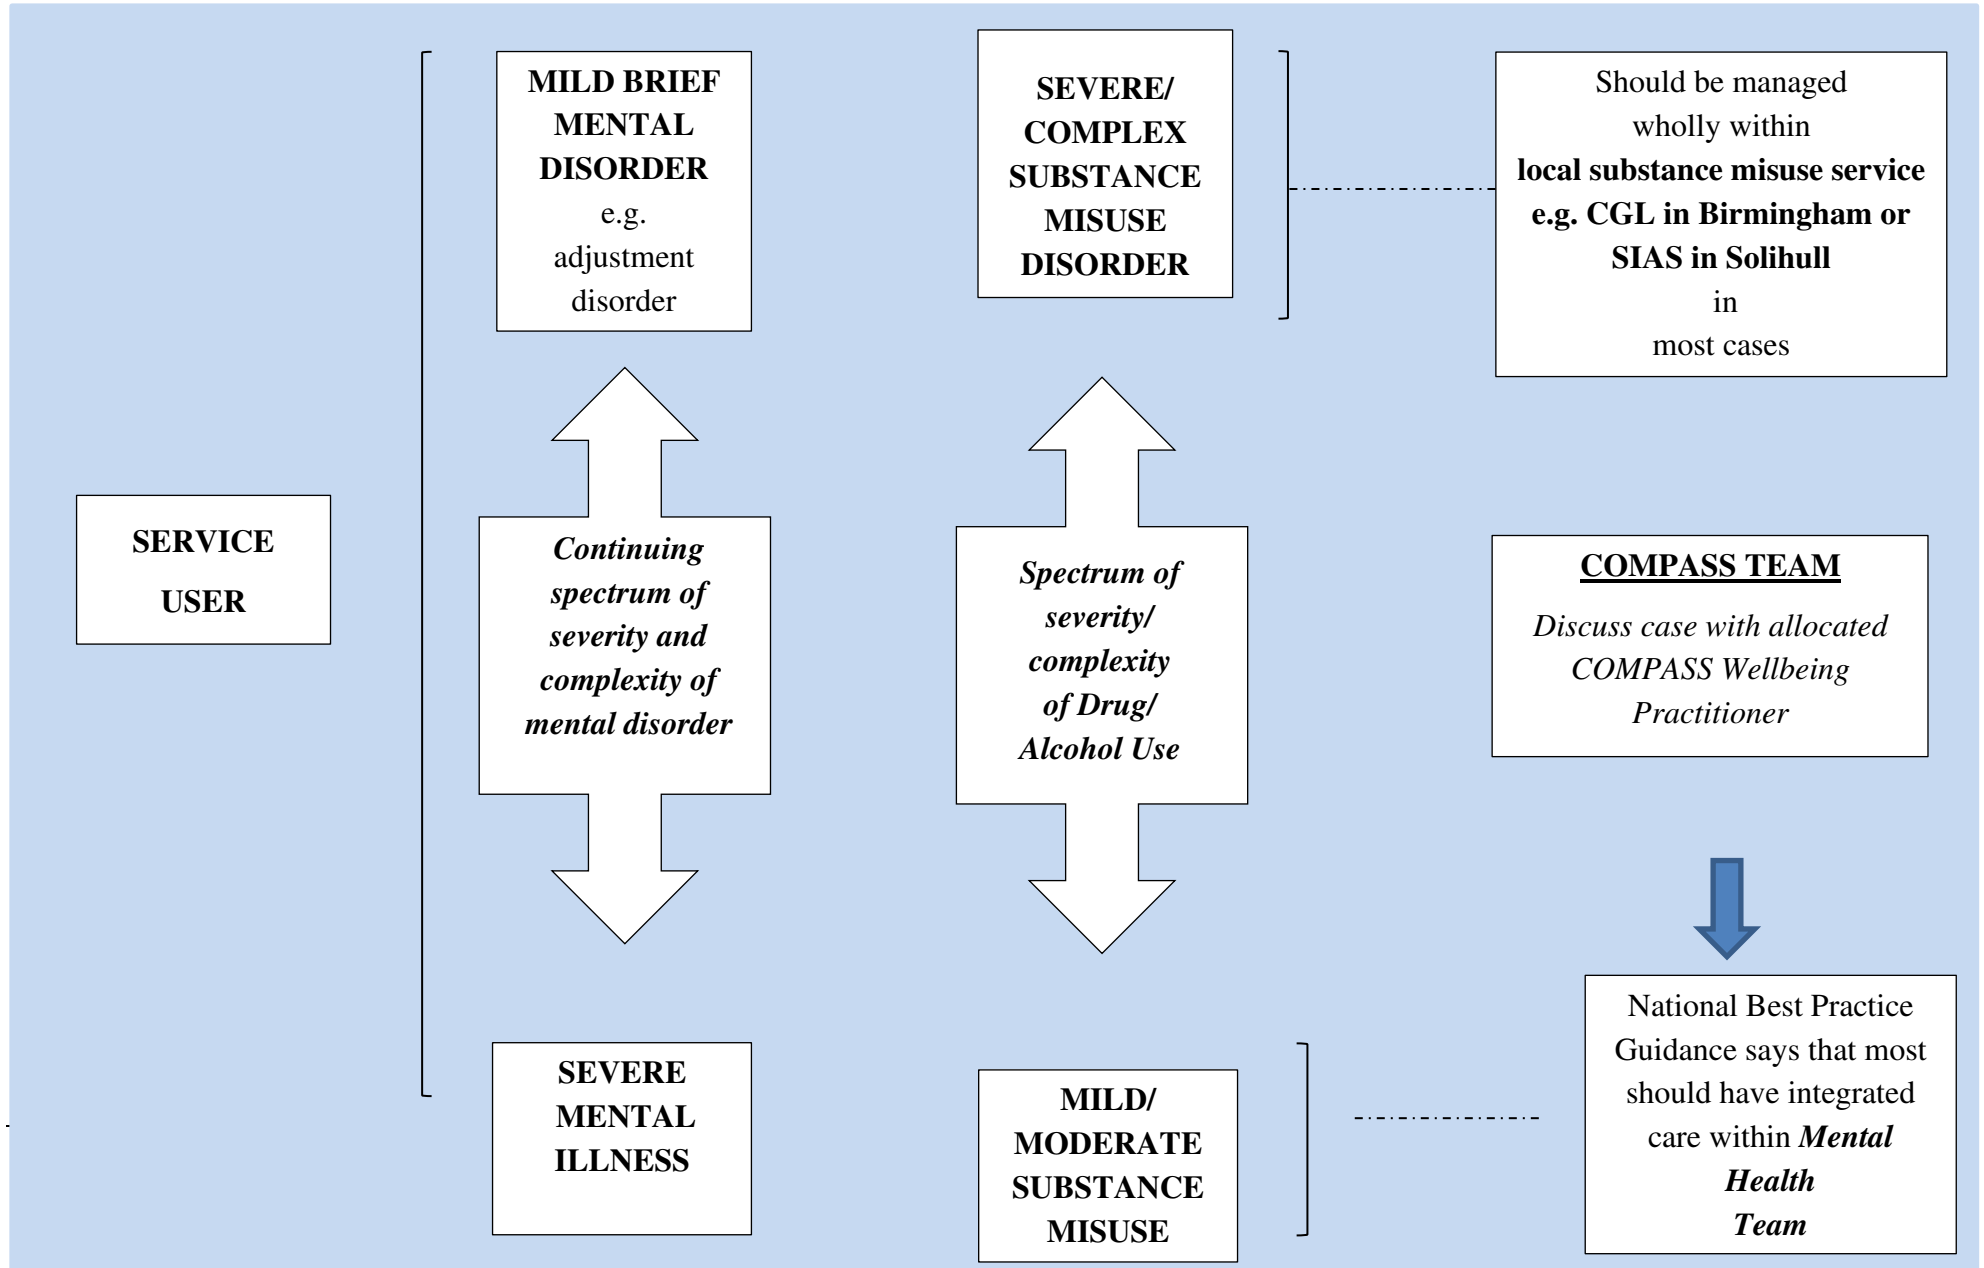 SERVICE
USER
MILD BRIEF
MENTAL
DISORDER
e.g.
adjustment
disorder
Continuing
spectrum of
severity and
complexity of
mental disorder
SEVERE
MENTAL
ILLNESS
SEVERE/
COMPLEX
SUBSTANCE
MISUSE
DISORDER
Spectrum of
severity/
complexity
of Drug/
Alcohol Use
MILD/
MODERATE
SUBSTANCE
MISUSE
Should be managed
wholly within
local substance misuse service
e.g. CGL in Birmingham or
SIAS in Solihull
in
most cases
COMPASS TEAM
Discuss case with allocated
COMPASS Wellbeing
Practitioner
National Best Practice
Guidance says that most
should have integrated
care within Mental
Health
Team